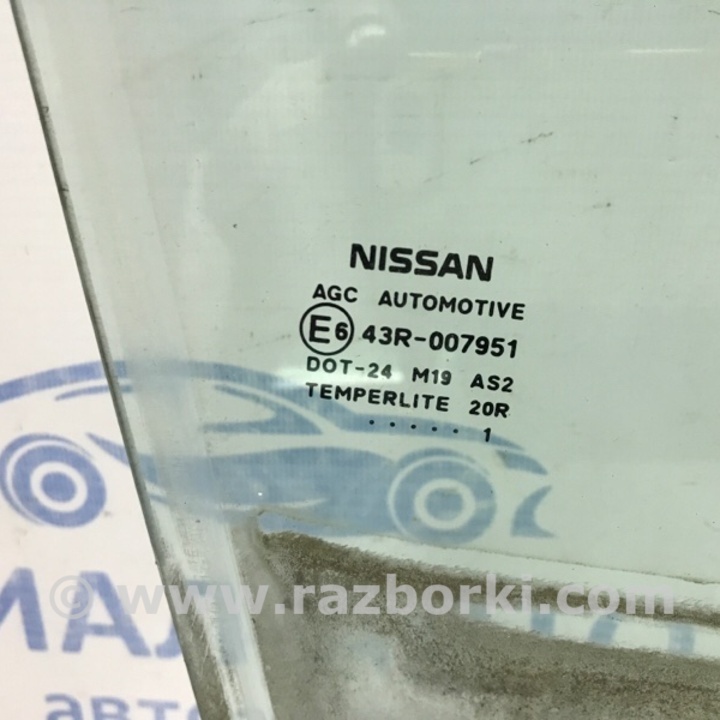 NISSAN
AGC AUTOMOTIVE
E6 43R-007951
DOT-24 M19 AS2
TEMPERLITE 20R
. . . . . 1
© www.razborki.com